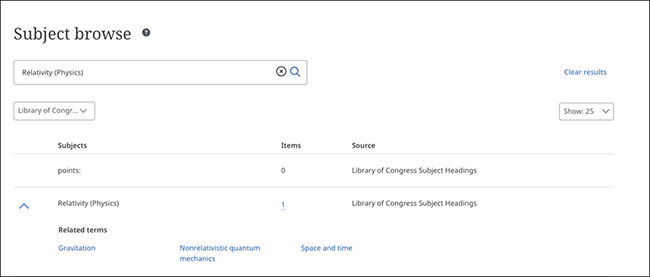 Subject browse ?
Relativity (Physics)
Clear results
Library of Congr...
Show: 25
Subjects Items Source
points: 0 Library of Congress Subject Headings
Relativity (Physics) 1 Library of Congress Subject Headings
Related terms
Gravitation Nonrelativistic quantum Space and time
mechanics